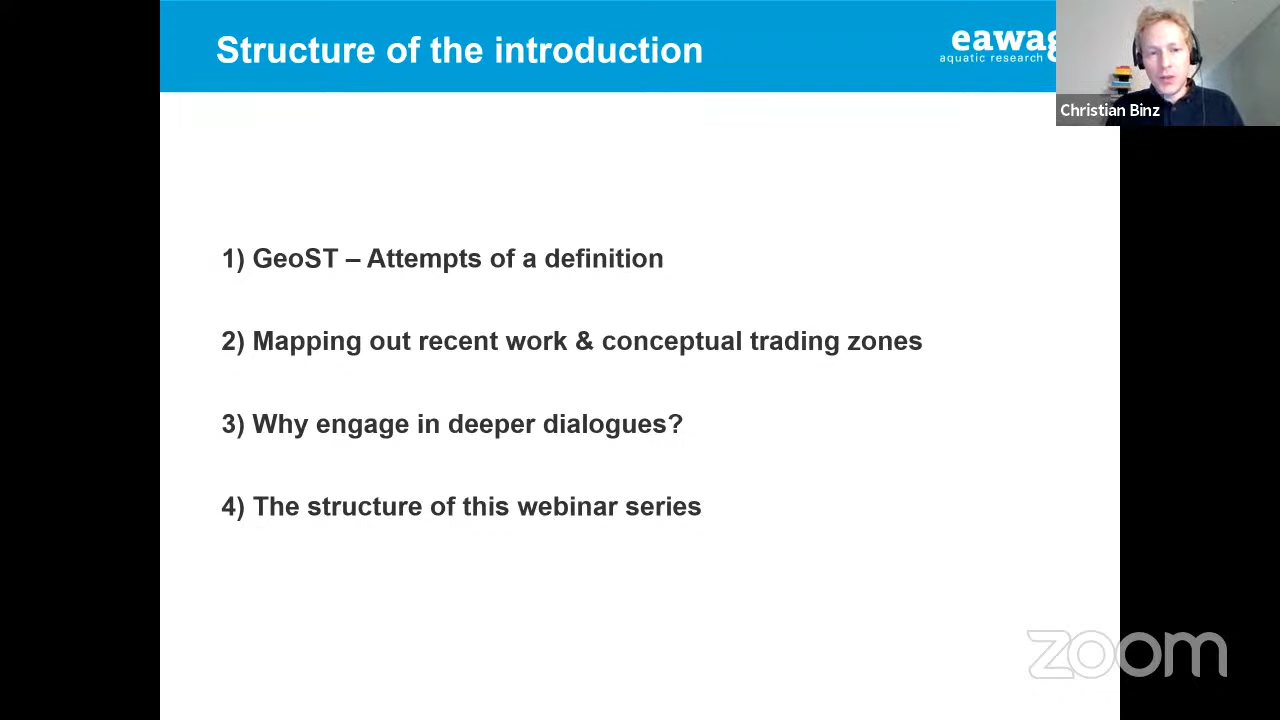 Structure of the introduction
eawag
aquatic research
Christian Binz
1) GeoST – Attempts of a definition
2) Mapping out recent work & conceptual trading zones
3) Why engage in deeper dialogues?
4) The structure of this webinar series
zoom